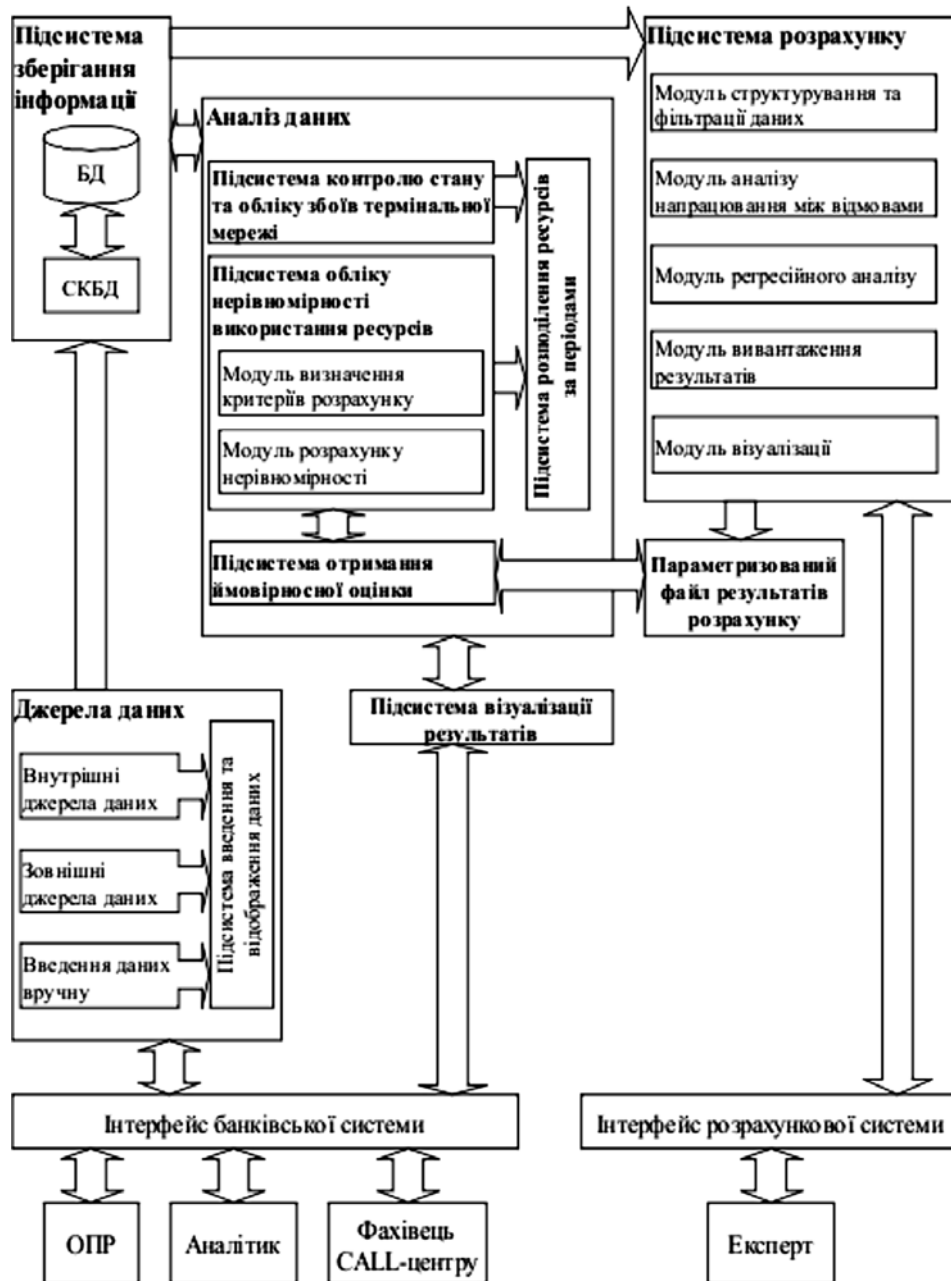 Підсистема
зберігання
інформації
БД
СКБД
Підсистема розрахунку
Модуль структурування та
фільтрації даних
Модуль аналізу
напрацювання між відмовами
Модуль регресійного аналізу
Модуль вивантаження
результатів
Модуль візуалізації
Аналіз даних
Підсистема контролю стану
та обліку збоїв термінальної
мережі
Підсистема обліку
нерівномірності
використання ресурсів
Модуль визначення
критеріїв розрахунку
Модуль розрахунку
нерівномірності
Підсистема розподілення ресурсів
за періодами
Підсистема отримання
ймовірносної оцінки
Параметризований
файл результатів
розрахунку
Підсистема візуалізації
результатів
Джерела даних
Внутрішні
джерела даних
Зовнішні
джерела даних
Введення даних
вручну
Підсистема введення та
відображення даних
Інтерфейс банківської системи
Інтерфейс розрахункової системи
ОПР
Аналітик
Фахівець
CALL-центру
Експерт